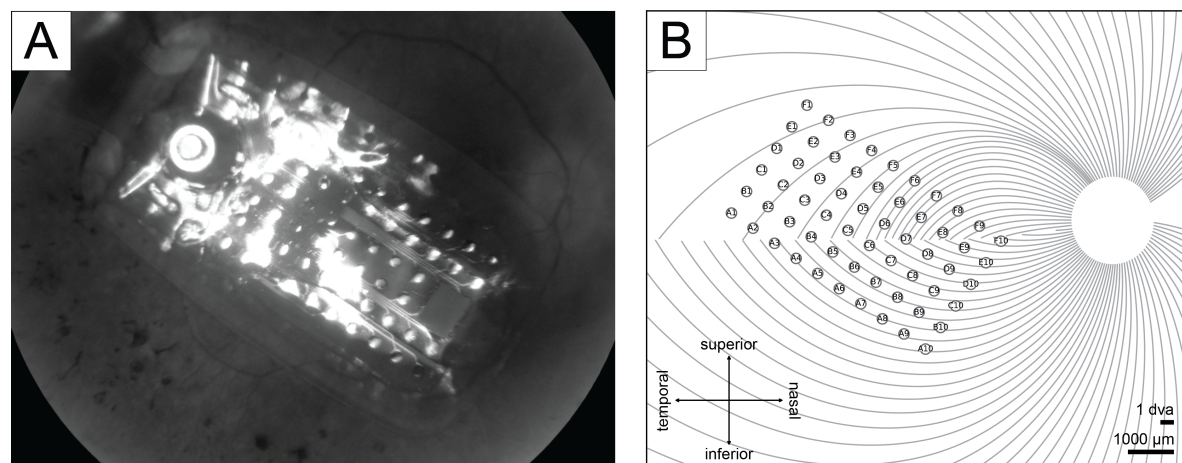 A
B
F1
F2
E1
F3
E2
D1
F4
E3
D2
C1
F5
E4
D3
C2
B1
F6
E5
D4
C3
B2
A1
F7
E6
D5
C4
B3
A2
F8
E7
D6
C5
B4
A3
F9
E8
D7
C6
B5
A4
F10
E9
D8
C7
B6
A5
E10
D9
C8
B7
A6
D10
C9
B8
A7
C10
B9
A8
B10
A9
A10
superior
temporal
nasal
inferior
1 dva
1000 µm